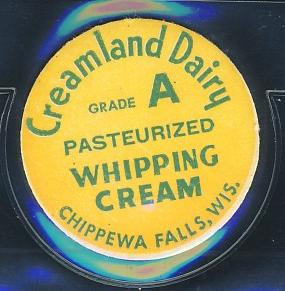 Creamland Dairy
GRADE A
PASTEURIZED
WHIPPING
CREAM
CHIPPEWA FALLS, WIS.